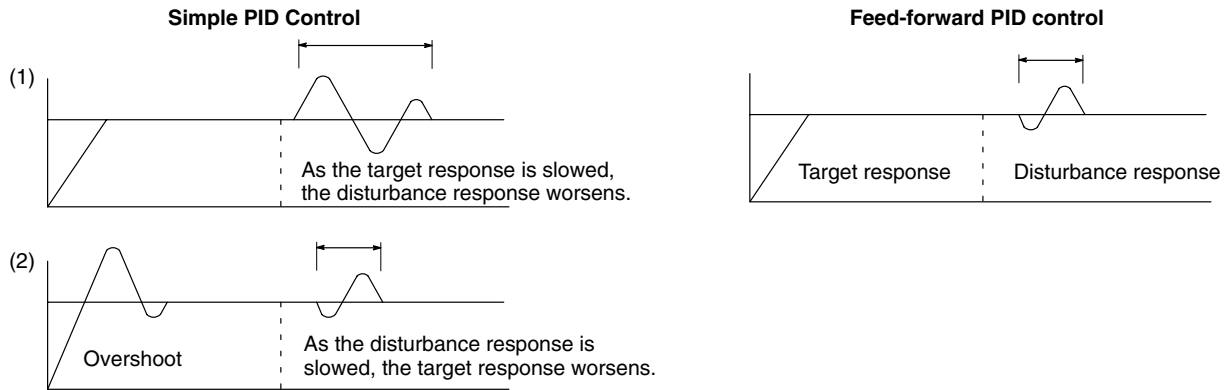 Simple PID Control
(1)
As the target response is slowed,
the disturbance response worsens.
(2)
Overshoot
As the disturbance response is
slowed, the target response worsens.
Feed-forward PID control
Target response
Disturbance response